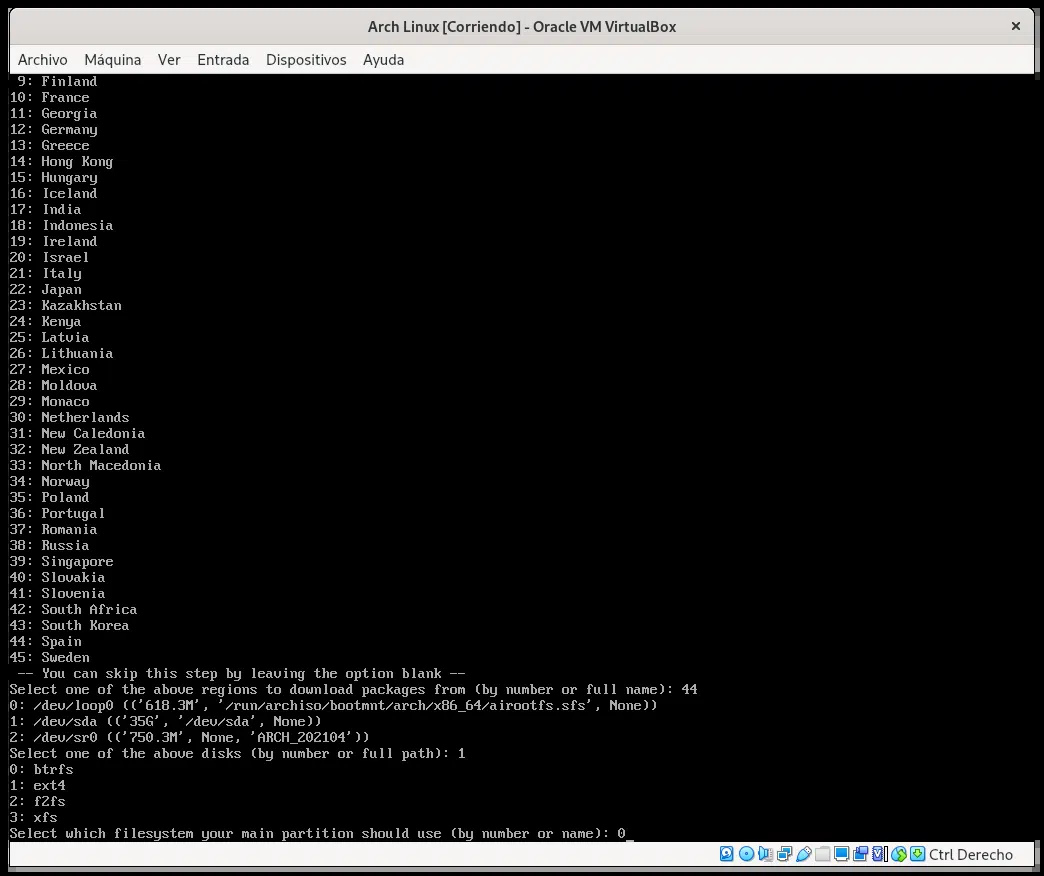 Arch Linux [Corriendo] - Oracle VM VirtualBox
Archivo Máquina Ver Entrada Dispositivos Ayuda
9: Finland
10: France
11: Georgia
12: Germany
13: Greece
14: Hong Kong
15: Hungary
16: Iceland
17: India
18: Indonesia
19: Ireland
20: Israel
21: Italy
22: Japan
23: Kazakhstan
24: Kenya
25: Latvia
26: Lithuania
27: Mexico
28: Moldova
29: Monaco
30: Netherlands
31: New Caledonia
32: New Zealand
33: North Macedonia
34: Norway
35: Poland
36: Portugal
37: Romania
38: Russia
39: Singapore
40: Slovakia
41: Slovenia
42: South Africa
43: South Korea
44: Spain
45: Sweden
-- You can skip this step by leaving the option blank --
Select one of the above regions to download packages from (by number or full name): 44
0: /dev/loop0 (('618.3M', '/run/archiso/bootmnt/arch/x86_64/airootfs.sfs', None))
1: /dev/sda (('35G', '/dev/sda', None))
2: /dev/sr0 (('750.3M', None, 'ARCH_202104'))
Select one of the above disks (by number or full path): 1
0: btrfs
1: ext4
2: f2fs
3: xfs
Select which filesystem your main partition should use (by number or name): 0_
Ctrl Derecho